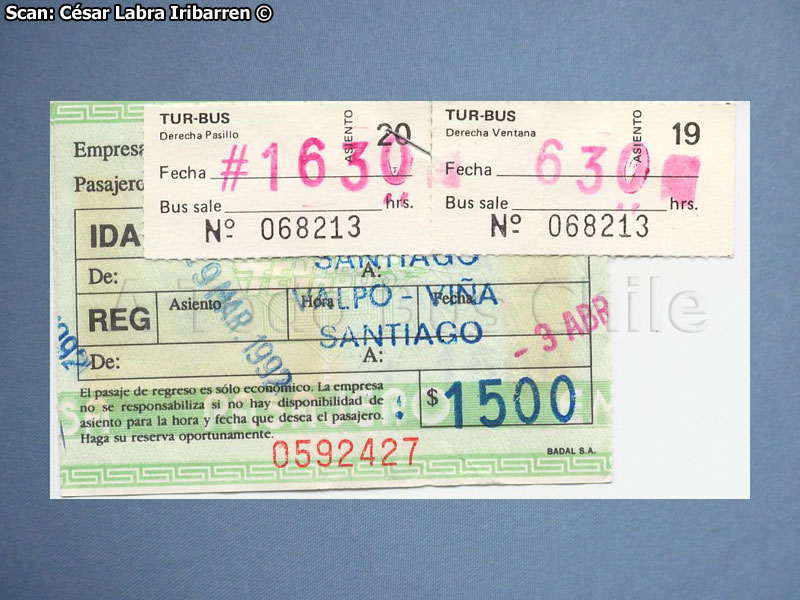 Scan: César Labra Iribarren ©
TUR-BUS
Derecha Pasillo
ASIENTO
20
Fecha #1630
Bus sale hrs.
Nº 068213
TUR-BUS
Derecha Ventana
ASIENTO
19
Fecha 630
Bus sale hrs.
Nº 068213
Empresa
Pasajero
IDA
SANTIAGO
De: A:
9 MAR. 1992
VALPO - VIÑA
REG Asiento Hora Fecha
SANTIAGO
- 3 ABR
De: A:
El pasaje de regreso es sólo económico. La empresa
no se responsabiliza si no hay disponibilidad de
asiento para la hora y fecha que desea el pasajero.
Haga su reserva oportunamente.
$ 1500
0592427
BADAL S.A.